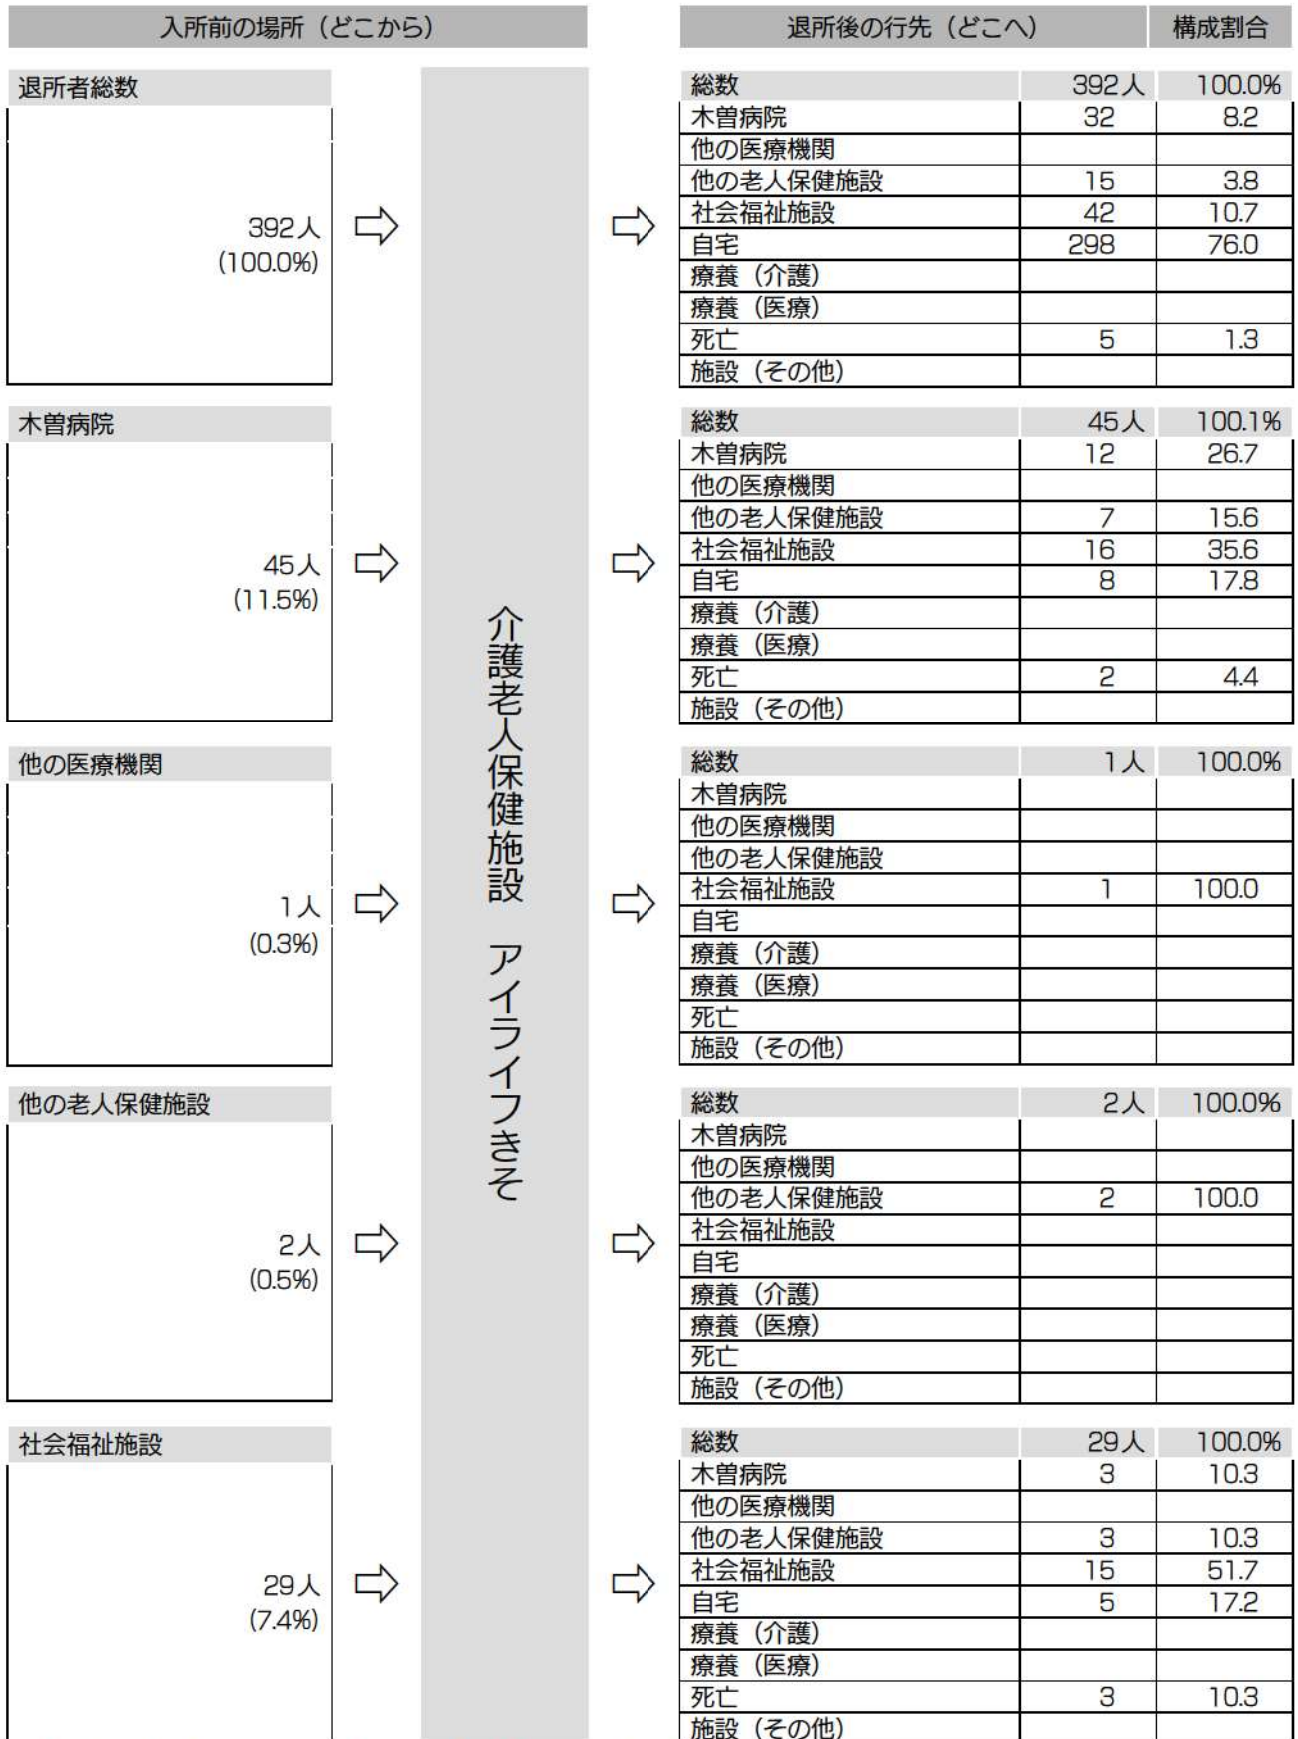 入所前の場所（どこから）
退所後の行先（どこへ） 構成割合
退所者総数
392人
(100.0%)
総数 392人 100.0%
木曽病院 32 8.2
他の医療機関
他の老人保健施設 15 3.8
社会福祉施設 42 10.7
自宅 298 76.0
療養（介護）
療養（医療）
死亡 5 1.3
施設（その他）
木曽病院
45人
(11.5%)
総数 45人 100.1%
木曽病院 12 26.7
他の医療機関
他の老人保健施設 7 15.6
社会福祉施設 16 35.6
自宅 8 17.8
療養（介護）
療養（医療）
死亡 2 4.4
施設（その他）
介護老人保健施設　アイライフきそ
他の医療機関
1人
(0.3%)
総数 1人 100.0%
木曽病院
他の医療機関
他の老人保健施設
社会福祉施設 1 100.0
自宅
療養（介護）
療養（医療）
死亡
施設（その他）
他の老人保健施設
2人
(0.5%)
総数 2人 100.0%
木曽病院
他の医療機関
他の老人保健施設 2 100.0
社会福祉施設
自宅
療養（介護）
療養（医療）
死亡
施設（その他）
社会福祉施設
29人
(7.4%)
総数 29人 100.0%
木曽病院 3 10.3
他の医療機関
他の老人保健施設 3 10.3
社会福祉施設 15 51.7
自宅 5 17.2
療養（介護）
療養（医療）
死亡 3 10.3
施設（その他）